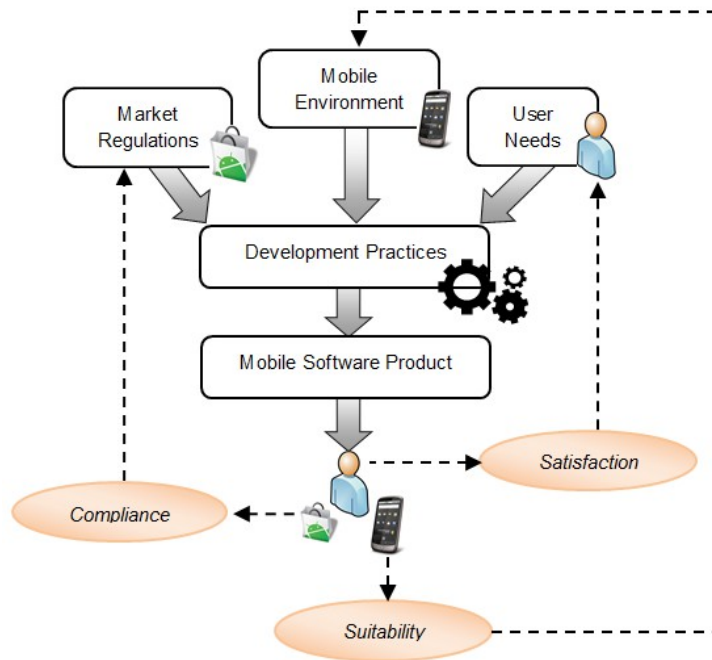 Mobile
Environment
Market
Regulations
User
Needs
Development Practices
Mobile Software Product
Satisfaction
Compliance
Suitability